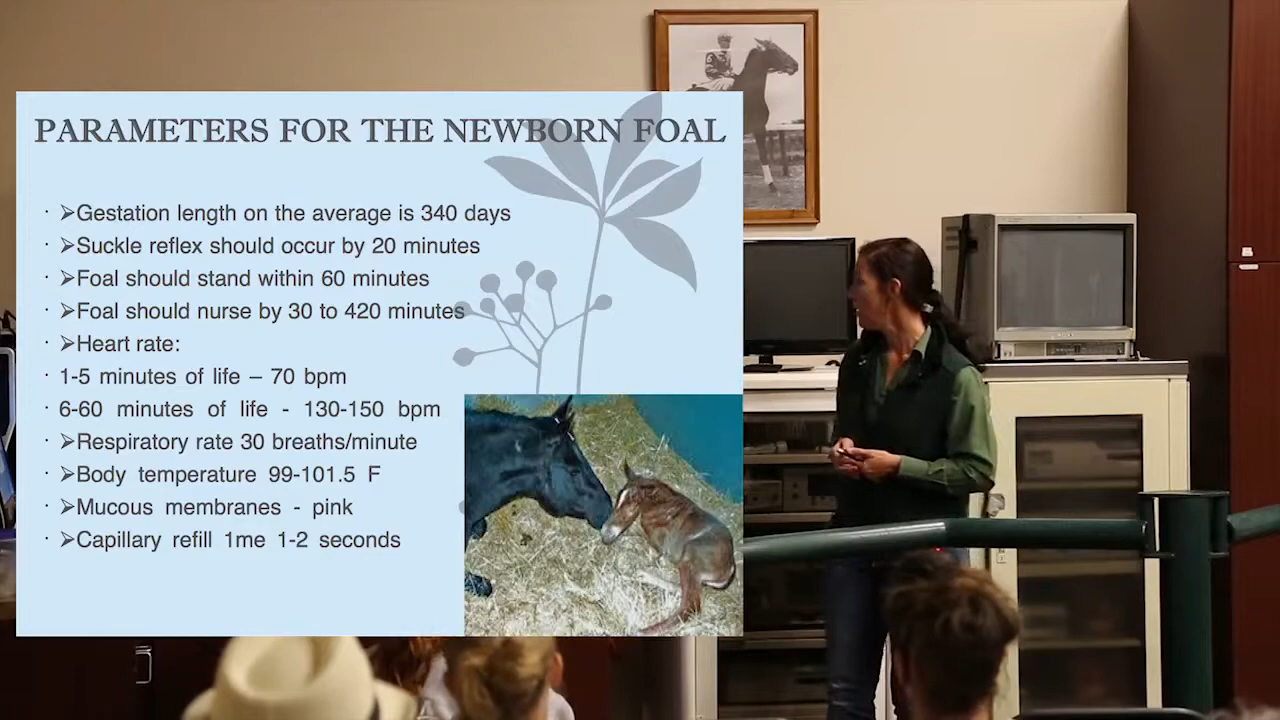 PARAMETERS FOR THE NEWBORN FOAL
· ➢Gestation length on the average is 340 days
· ➢Suckle reflex should occur by 20 minutes
· ➢Foal should stand within 60 minutes
· ➢Foal should nurse by 30 to 420 minutes
· ➢Heart rate:
· 1-5 minutes of life – 70 bpm
· 6-60 minutes of life - 130-150 bpm
· ➢Respiratory rate 30 breaths/minute
· ➢Body temperature 99-101.5 F
· ➢Mucous membranes - pink
· ➢Capillary refill 1me 1-2 seconds